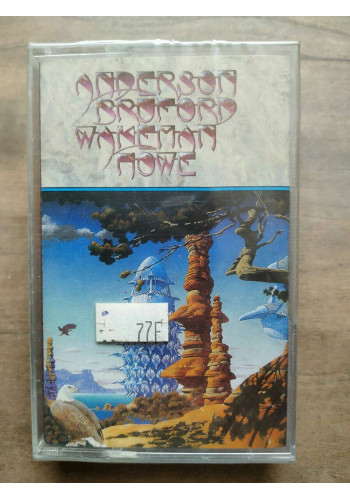 ANDERSON
BRUFORD
WAKEMAN
HOWE
77F